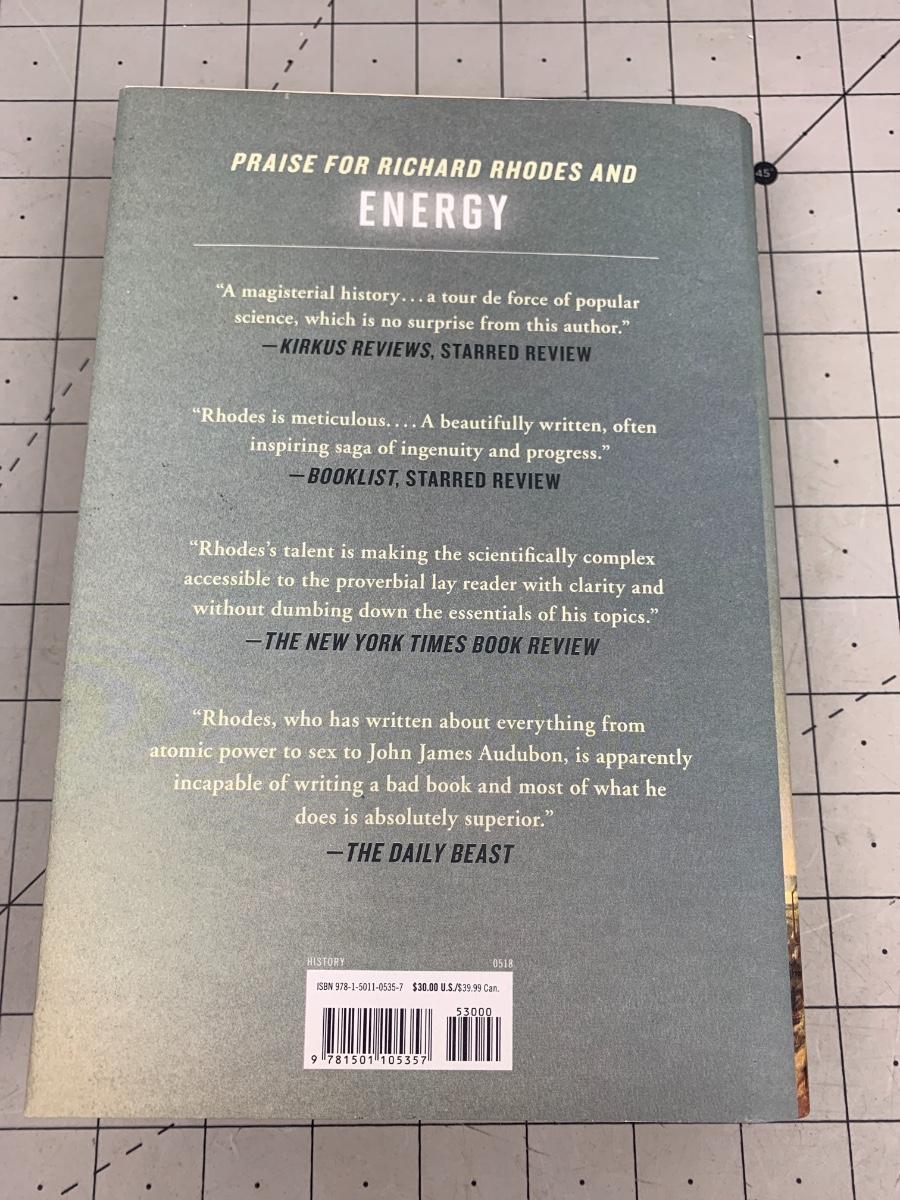 PRAISE FOR RICHARD RHODES AND
ENERGY
“A magisterial history...a tour de force of popular
science, which is no surprise from this author.”
—KIRKUS REVIEWS, STARRED REVIEW
“Rhodes is meticulous.... A beautifully written, often
inspiring saga of ingenuity and progress.”
—BOOKLIST, STARRED REVIEW
“Rhodes’s talent is making the scientifically complex
accessible to the proverbial lay reader with clarity and
without dumbing down the essentials of his topics.”
—THE NEW YORK TIMES BOOK REVIEW
“Rhodes, who has written about everything from
atomic power to sex to John James Audubon, is apparently
incapable of writing a bad book and most of what he
does is absolutely superior.”
—THE DAILY BEAST
HISTORY 0518
ISBN 978-1-5011-0535-7 $30.00 U.S./$39.99 Can.
53000
9 781501 105357
45°